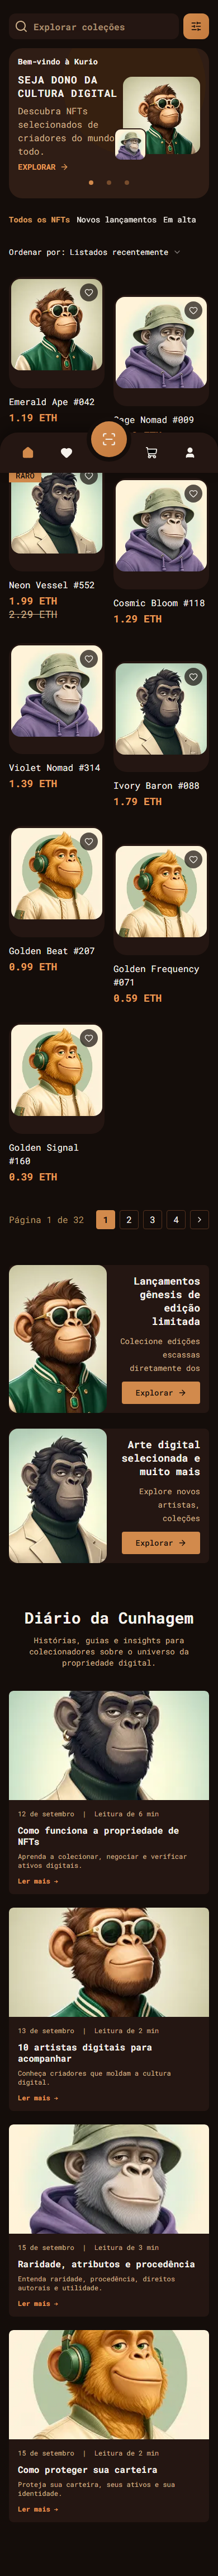 Explorar coleções
Bem-vindo à Kurio
SEJA DONO DA
CULTURA DIGITAL
Descubra NFTs
selecionados de
criadores do mundo
todo.
EXPLORAR →
Todos os NFTs Novos lançamentos Em alta
Ordenar por: Listados recentemente
Emerald Ape #042
1.19 ETH
Sage Nomad #009
RARO
Neon Vessel #552
1.99 ETH
2.29 ETH
Cosmic Bloom #118
1.29 ETH
Violet Nomad #314
1.39 ETH
Ivory Baron #088
1.79 ETH
Golden Beat #207
0.99 ETH
Golden Frequency
#071
0.59 ETH
Golden Signal
#160
0.39 ETH
Página 1 de 32 1 2 3 4 >
Lançamentos
gênesis de
edição
limitada
Colecione edições
escassas
diretamente dos
Explorar →
Arte digital
selecionada e
muito mais
Explore novos
artistas,
coleções
Explorar →
Diário da Cunhagem
Histórias, guias e insights para
colecionadores sobre o universo da
propriedade digital.
12 de setembro | Leitura de 6 min
Como funciona a propriedade de
NFTs
Aprenda a colecionar, negociar e verificar
ativos digitais.
Ler mais →
13 de setembro | Leitura de 2 min
10 artistas digitais para
acompanhar
Conheça criadores que moldam a cultura
digital.
Ler mais →
15 de setembro | Leitura de 3 min
Raridade, atributos e procedência
Entenda raridade, procedência, direitos
autorais e utilidade.
Ler mais →
15 de setembro | Leitura de 2 min
Como proteger sua carteira
Proteja sua carteira, seus ativos e sua
identidade.
Ler mais →